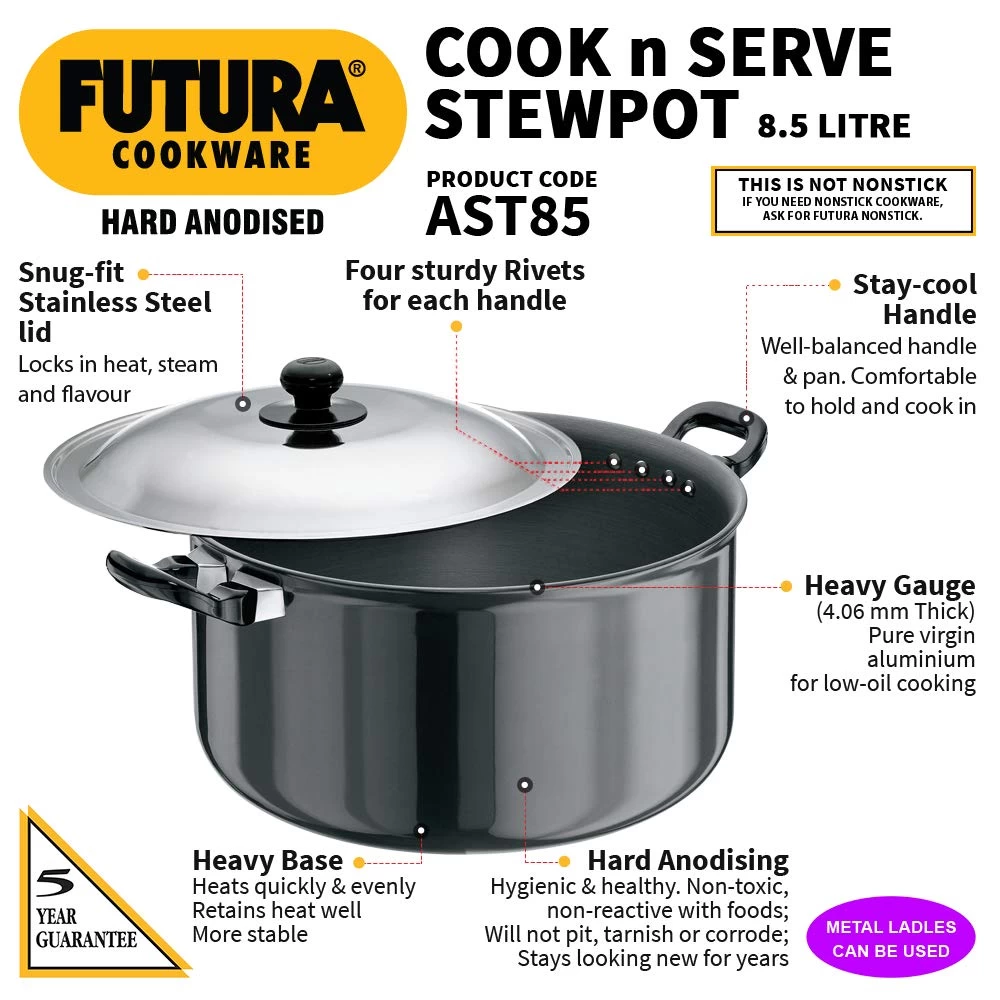 FUTURA®
COOKWARE
HARD ANODISED
COOK n SERVE
STEWPOT 8.5 LITRE
PRODUCT CODE
AST85
THIS IS NOT NONSTICK
IF YOU NEED NONSTICK COOKWARE,
ASK FOR FUTURA NONSTICK.
Snug-fit
Stainless Steel
lid
Locks in heat, steam
and flavour
Four sturdy Rivets
for each handle
Stay-cool
Handle
Well-balanced handle
& pan. Comfortable
to hold and cook in
Heavy Gauge
(4.06 mm Thick)
Pure virgin
aluminium
for low-oil cooking
Heavy Base
Heats quickly & evenly
Retains heat well
More stable
Hard Anodising
Hygienic & healthy. Non-toxic,
non-reactive with foods;
Will not pit, tarnish or corrode;
Stays looking new for years
5
YEAR
GUARANTEE
METAL LADLES
CAN BE USED